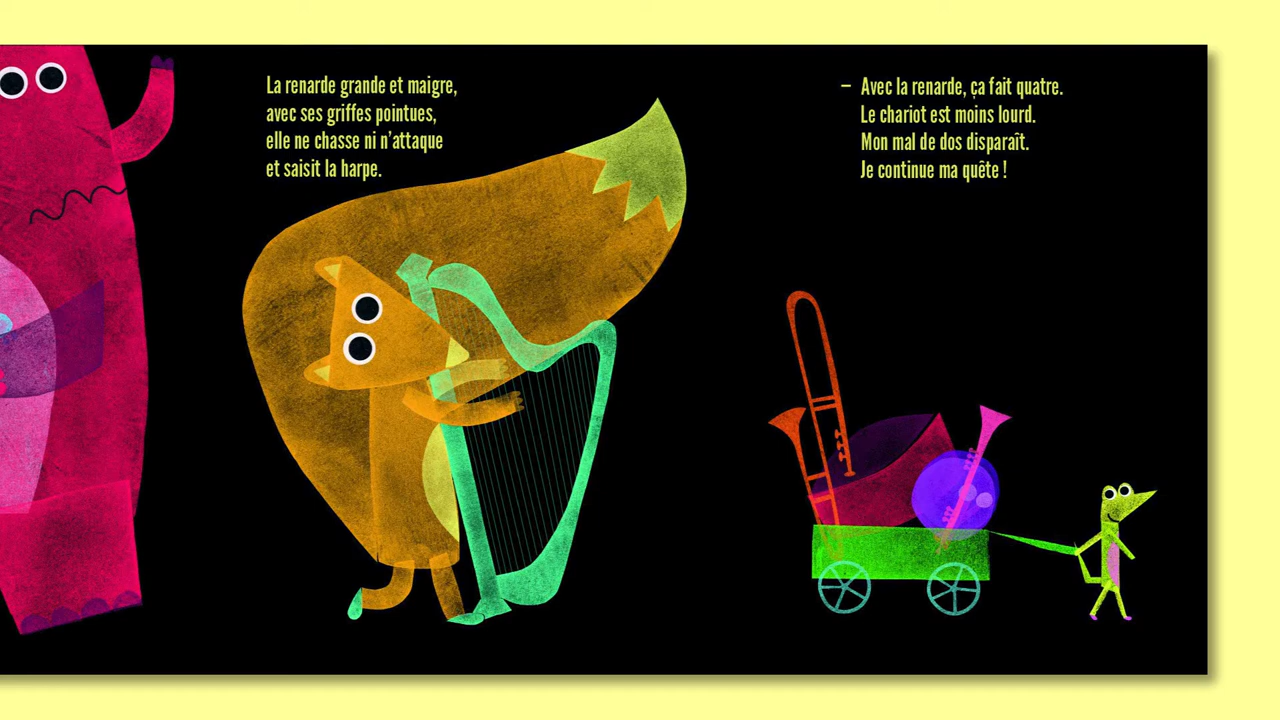 La renarde grande et maigre,
avec ses griffes pointues,
elle ne chasse ni n’attaque
et saisit la harpe.
– Avec la renarde, ça fait quatre.
Le chariot est moins lourd.
Mon mal de dos disparaît.
Je continue ma quête !